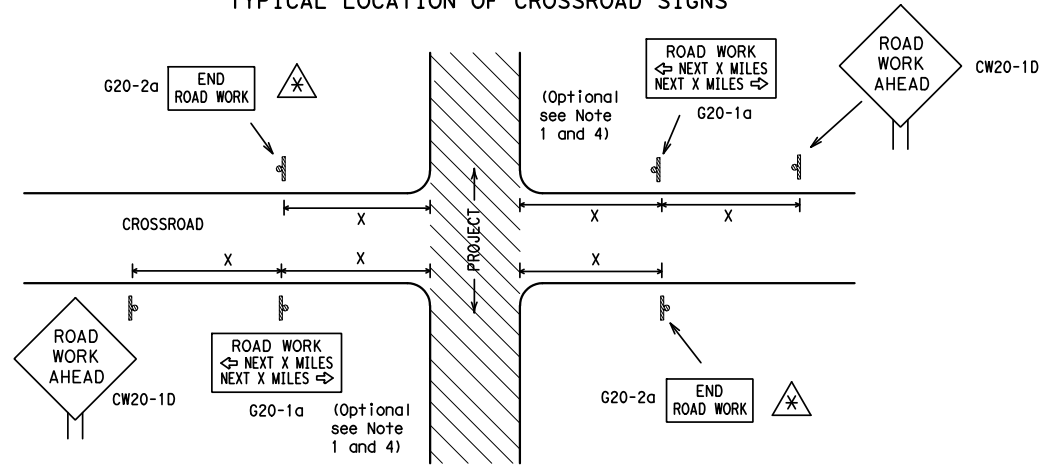 TYPICAL LOCATION OF CROSSROAD SIGNS
G20-2a
END
ROAD WORK
*
(Optional
see Note
1 and 4)
ROAD WORK
⇦ NEXT X MILES
NEXT X MILES ⇨
G20-1a
ROAD
WORK
AHEAD
CW20-1D
X
X
X
CROSSROAD
PROJECT
X
X
X
ROAD
WORK
AHEAD
CW20-1D
ROAD WORK
⇦ NEXT X MILES
NEXT X MILES ⇨
G20-1a
(Optional
see Note
1 and 4)
G20-2a
END
ROAD WORK
*